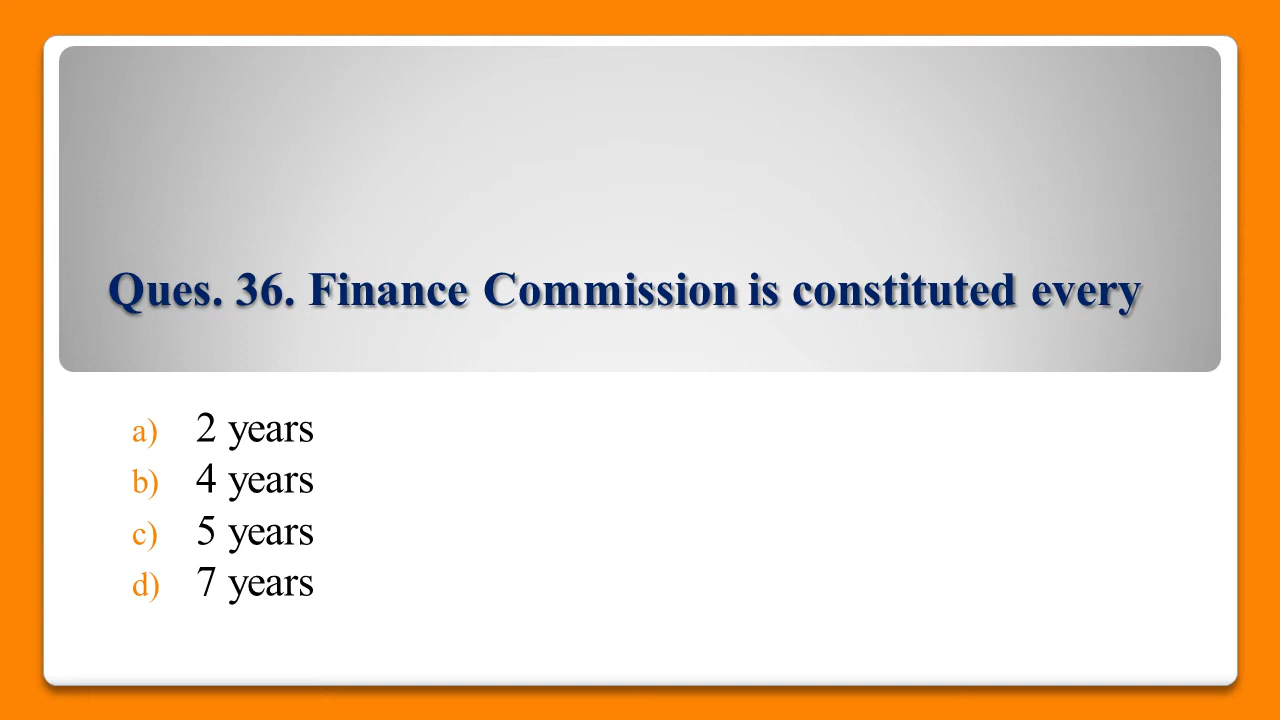 Ques. 36. Finance Commission is constituted every
a) 2 years
b) 4 years
c) 5 years
d) 7 years